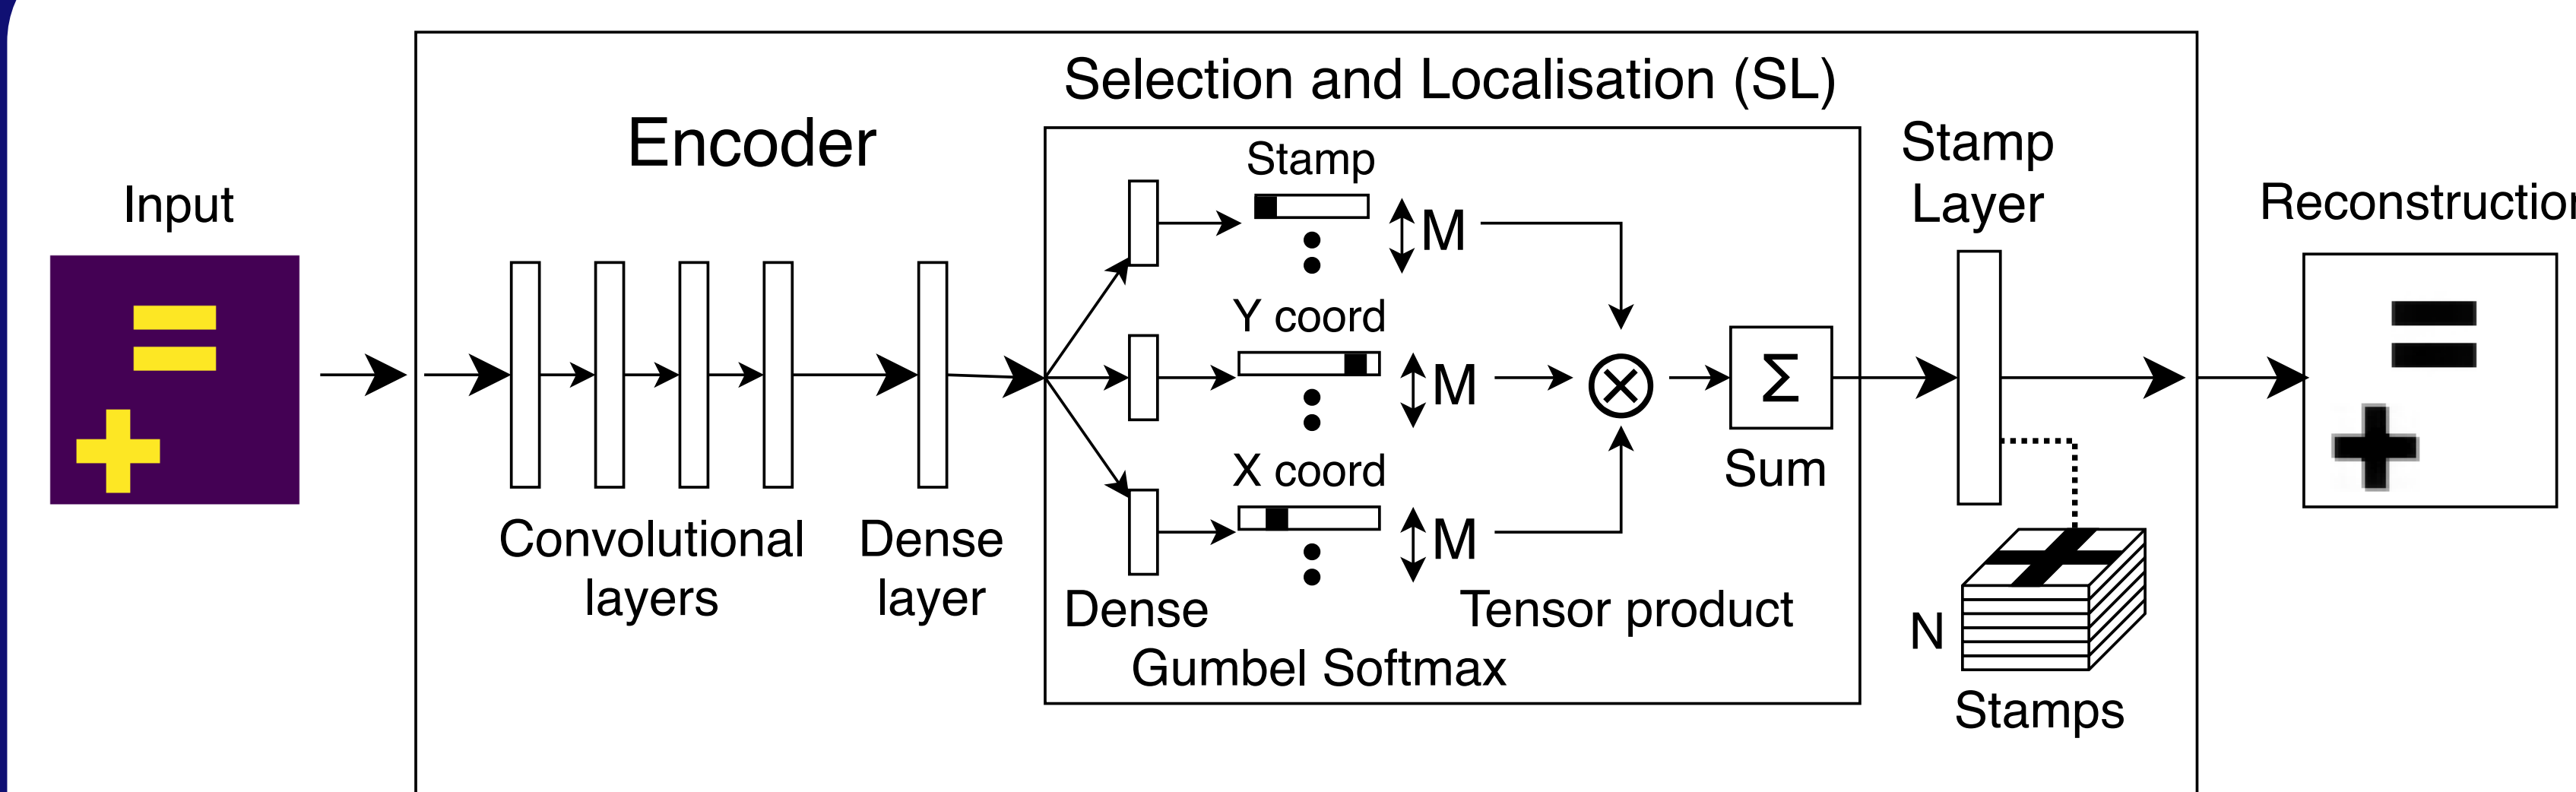 Selection and Localisation (SL)
Encoder
Input
Stamp
M
Y coord
M
X coord
M
Σ
Sum
Stamp
Layer
Reconstruction
Convolutional
layers
Dense
layer
Dense
Tensor product
Gumbel Softmax
N
Stamps